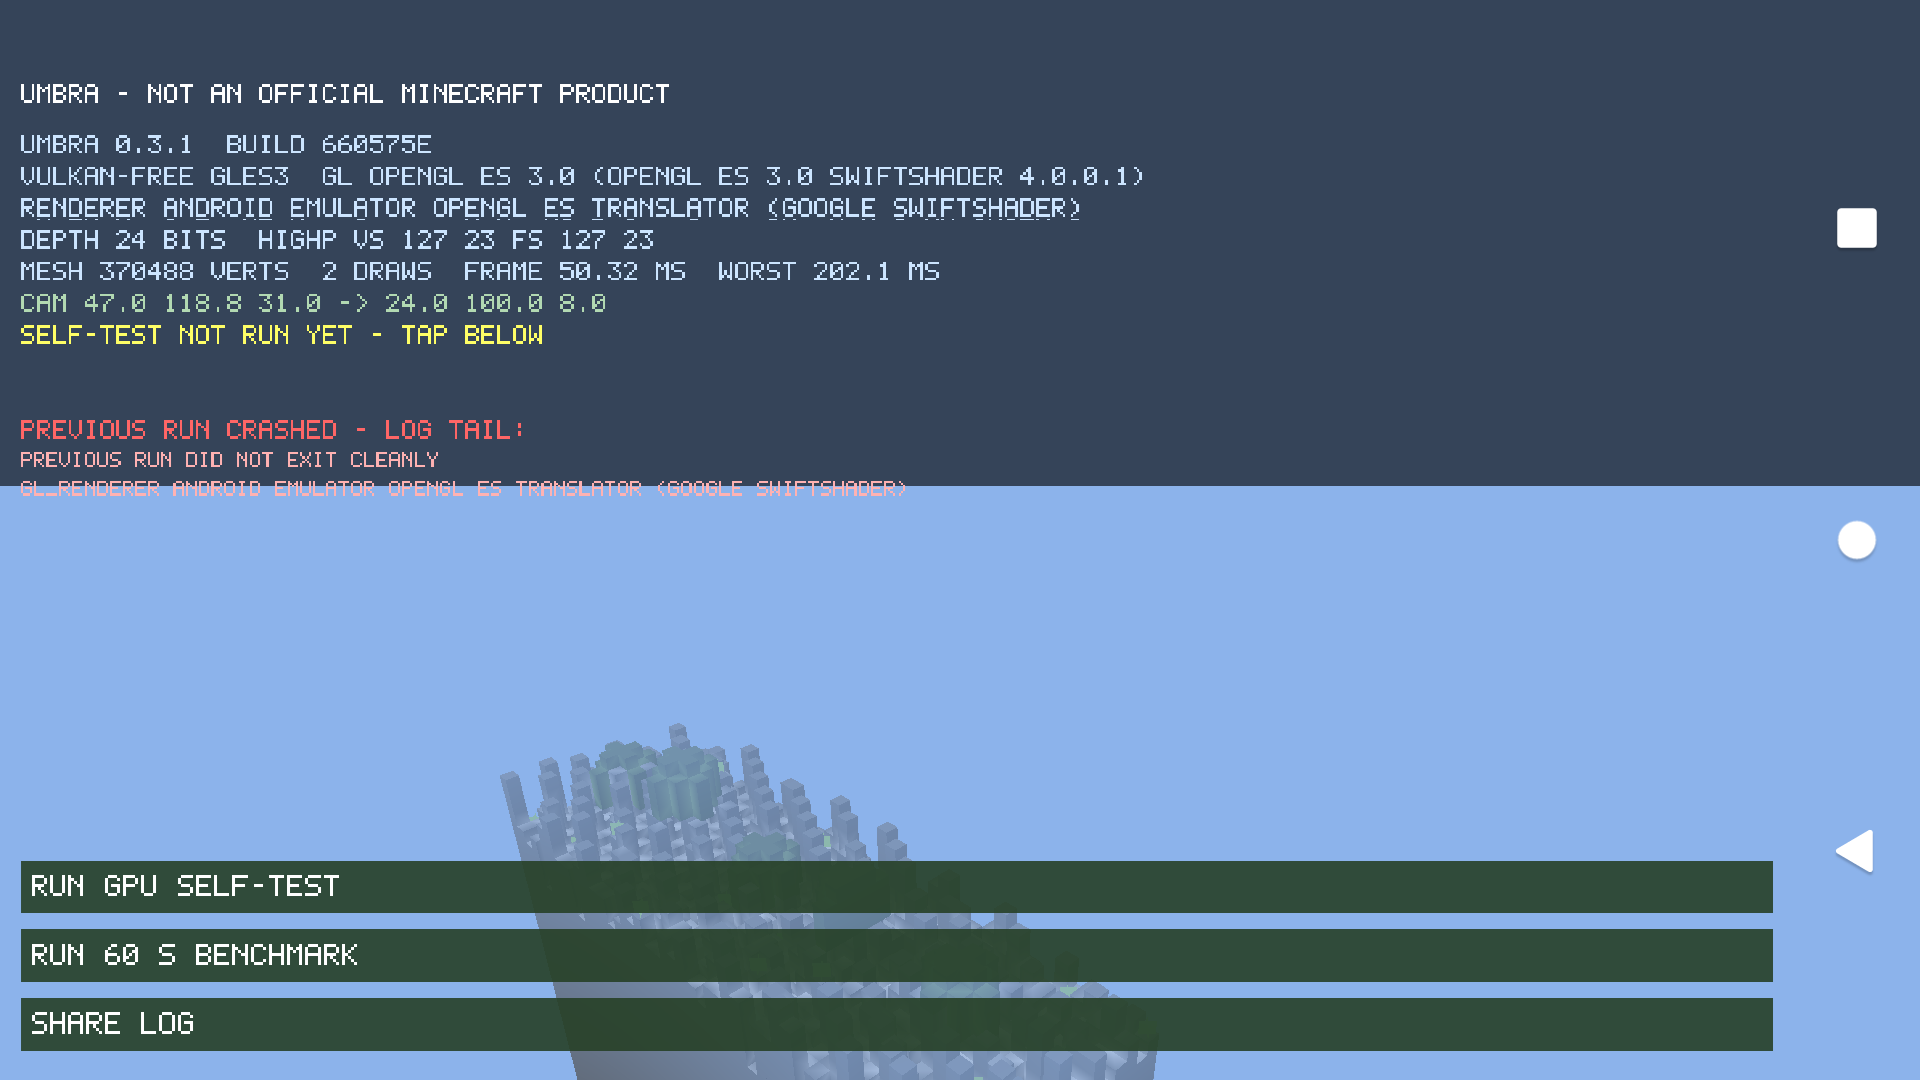 UMBRA - NOT AN OFFICIAL MINECRAFT PRODUCT
UMBRA 0.3.1 BUILD 660575E
VULKAN-FREE GLES3 GL OPENGL ES 3.0 (OPENGL ES 3.0 SWIFTSHADER 4.0.0.1)
RENDERER ANDROID EMULATOR OPENGL ES TRANSLATOR (GOOGLE SWIFTSHADER)
DEPTH 24 BITS HIGHP VS 127 23 FS 127 23
MESH 370488 VERTS 2 DRAWS FRAME 50.32 MS WORST 202.1 MS
CAM 47.0 118.8 31.0 -> 24.0 100.0 8.0
SELF-TEST NOT RUN YET - TAP BELOW
PREVIOUS RUN CRASHED - LOG TAIL:
PREVIOUS RUN DID NOT EXIT CLEANLY
GL_RENDERER ANDROID EMULATOR OPENGL ES TRANSLATOR (GOOGLE SWIFTSHADER)
RUN GPU SELF-TEST
RUN 60 S BENCHMARK
SHARE LOG